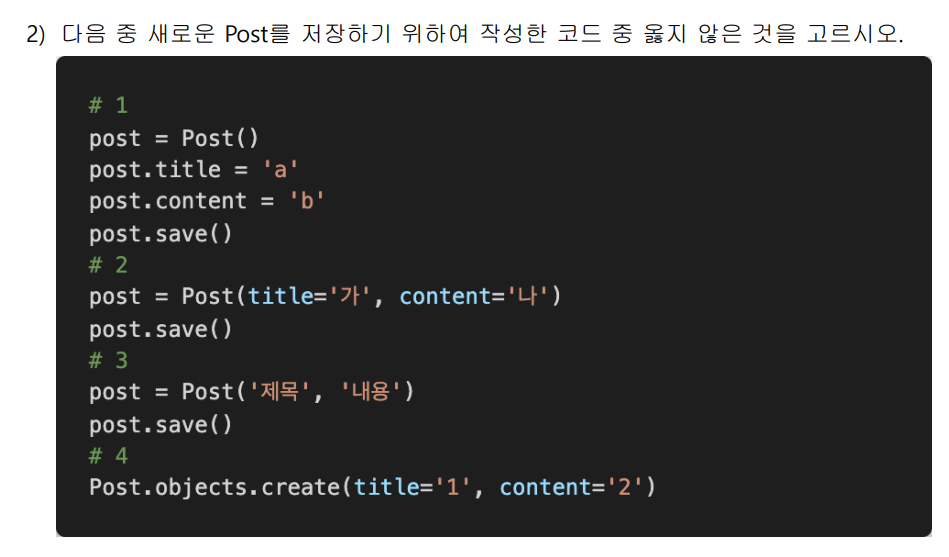 2) 다음 중 새로운 Post를 저장하기 위하여 작성한 코드 중 옳지 않은 것을 고르시오.
# 1
post = Post()
post.title = 'a'
post.content = 'b'
post.save()
# 2
post = Post(title='가', content='나')
post.save()
# 3
post = Post('제목', '내용')
post.save()
# 4
Post.objects.create(title='1', content='2')